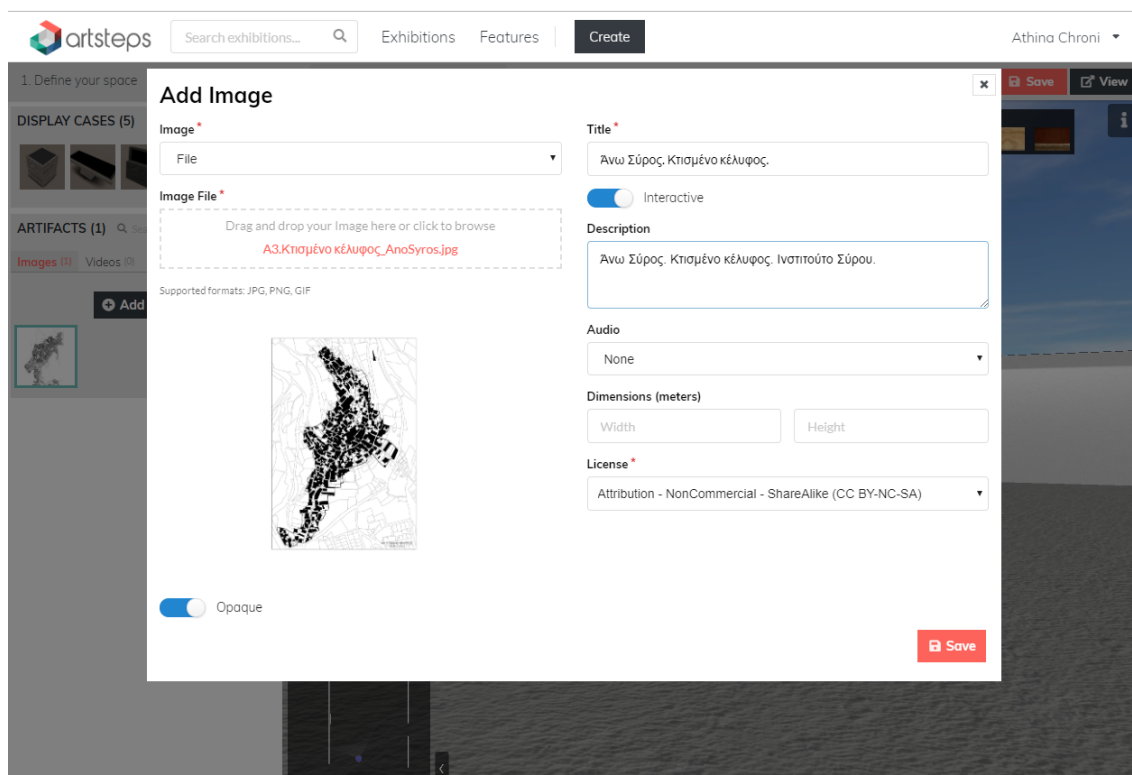 artsteps
Search exhibitions...
Exhibitions
Features
Create
Athina Chroni
1. Define your space
Save
View
DISPLAY CASES (5)
ARTIFACTS (1)
Images (1)
Videos (0)
Add
Add Image
Image *
File
Image File *
Drag and drop your Image here or click to browse
Α3.Κτισμένο κέλυφος_AnoSyros.jpg
Supported formats: JPG, PNG, GIF
Opaque
Title *
Άνω Σύρος. Κτισμένο κέλυφος.
Interactive
Description
Άνω Σύρος. Κτισμένο κέλυφος. Ινστιτούτο Σύρου.
Audio
None
Dimensions (meters)
Width
Height
License *
Attribution - NonCommercial - ShareAlike (CC BY-NC-SA)
Save